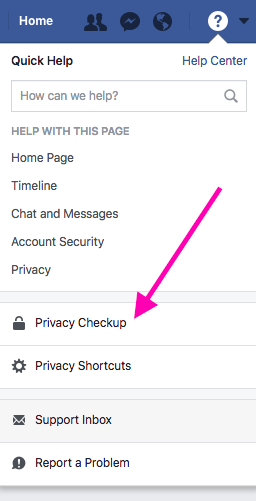 Home ?
Quick Help Help Center
How can we help?
HELP WITH THIS PAGE
Home Page
Timeline
Chat and Messages
Account Security
Privacy
Privacy Checkup
Privacy Shortcuts
Support Inbox
Report a Problem